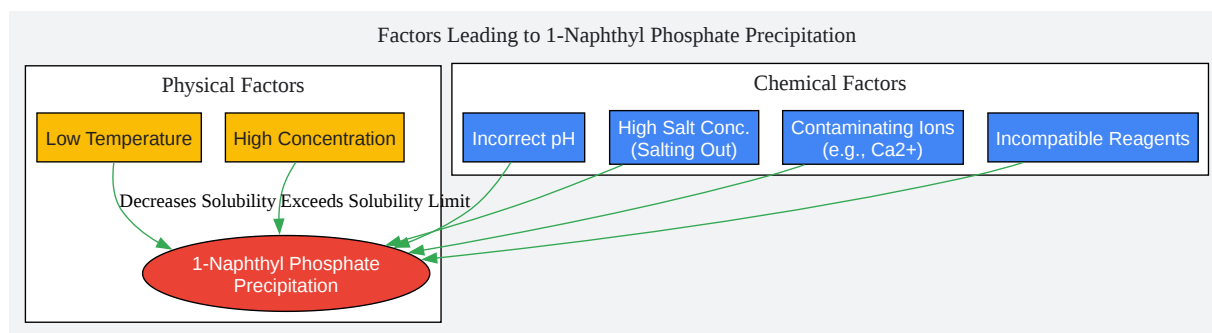 Factors Leading to 1-Naphthyl Phosphate Precipitation
Physical Factors
Chemical Factors
Low Temperature
High Concentration
Incorrect pH
High Salt Conc.
(Salting Out)
Contaminating Ions
(e.g., Ca2+)
Incompatible Reagents
Decreases Solubility
Exceeds Solubility Limit
1-Naphthyl Phosphate
Precipitation